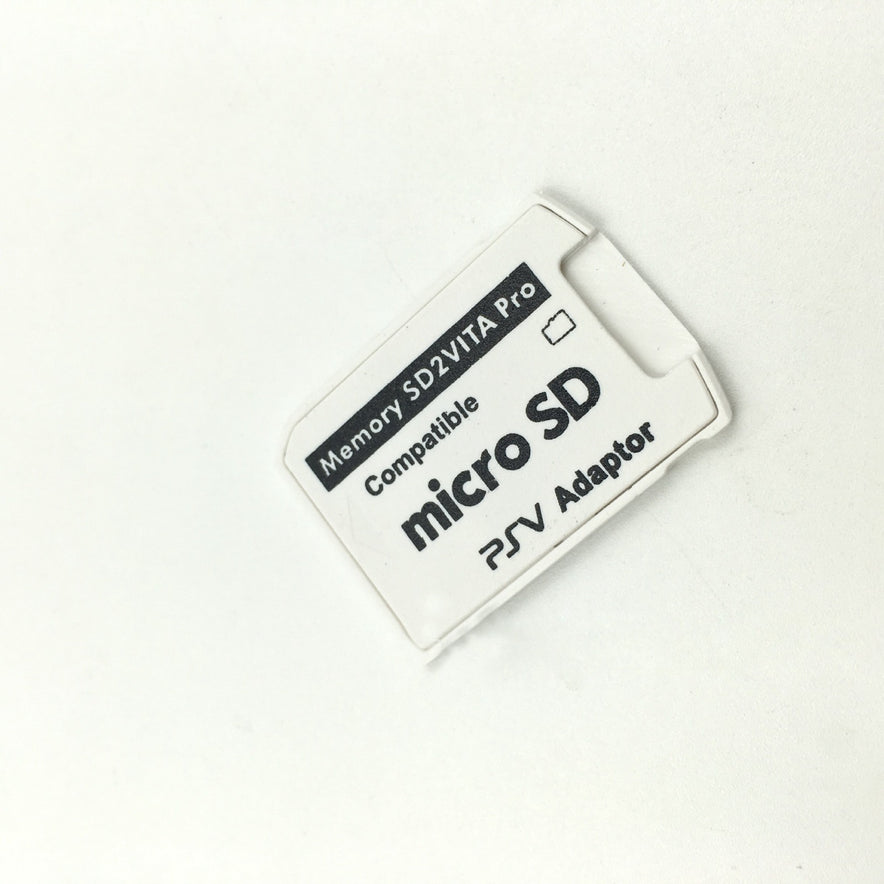 Memory SD2VITA Pro
Compatible
micro SD
PSV Adaptor